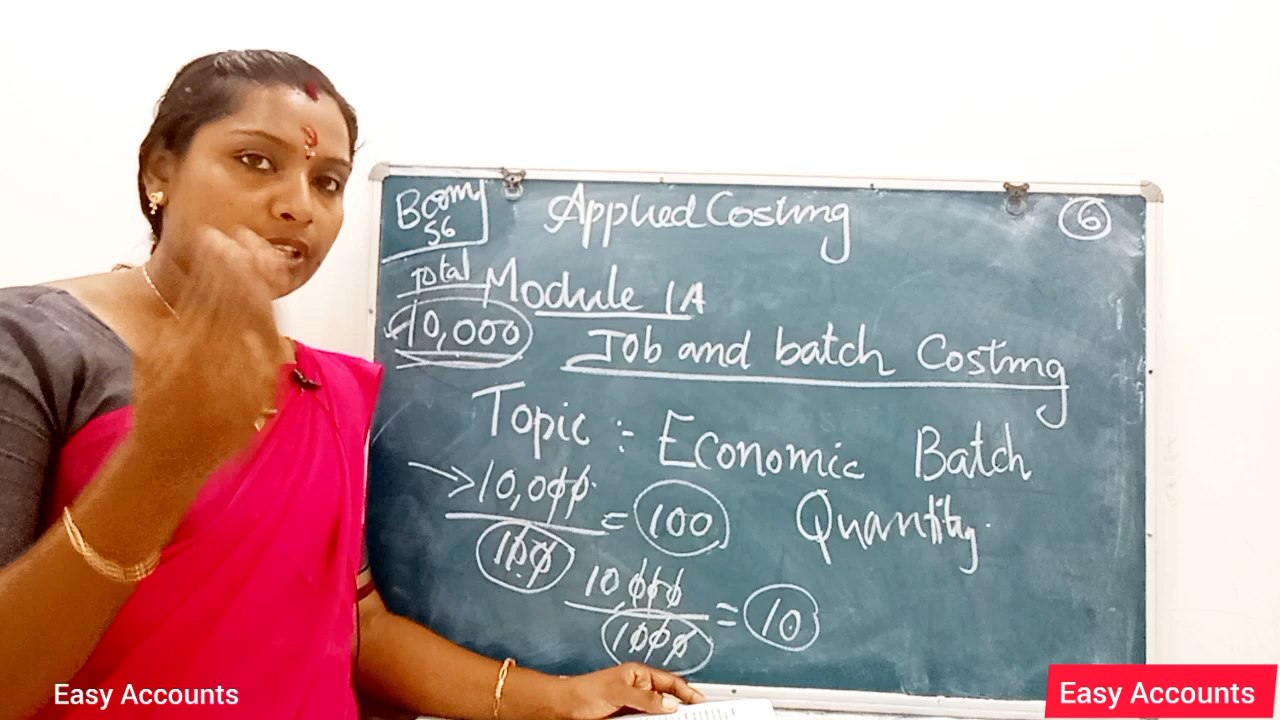 BCom
S6
Applied Costing
6
Total
10,000
Module 1A
Job and batch Costing
Topic : Economic Batch
Quantity.
10,000
100
= 100
10000
1000
= 10
Easy Accounts
Easy Accounts